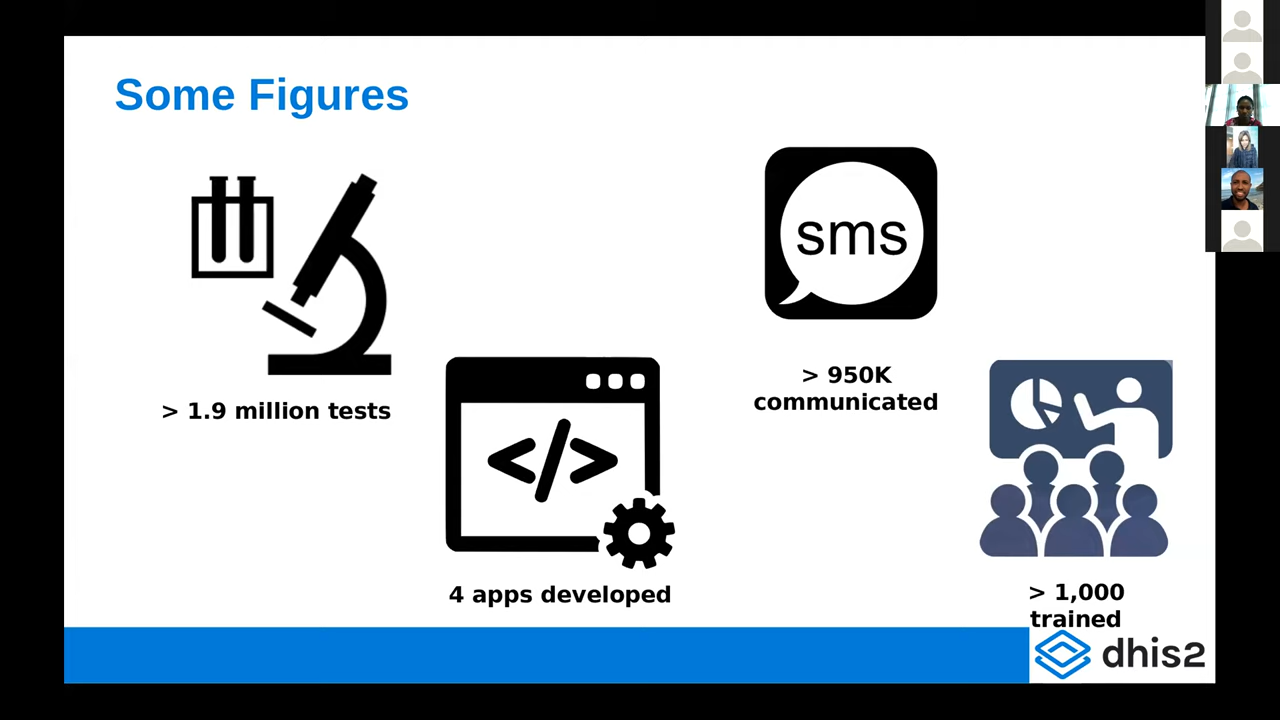 Some Figures
sms
> 1.9 million tests
</>
4 apps developed
> 950K
communicated
> 1,000
trained
dhis2